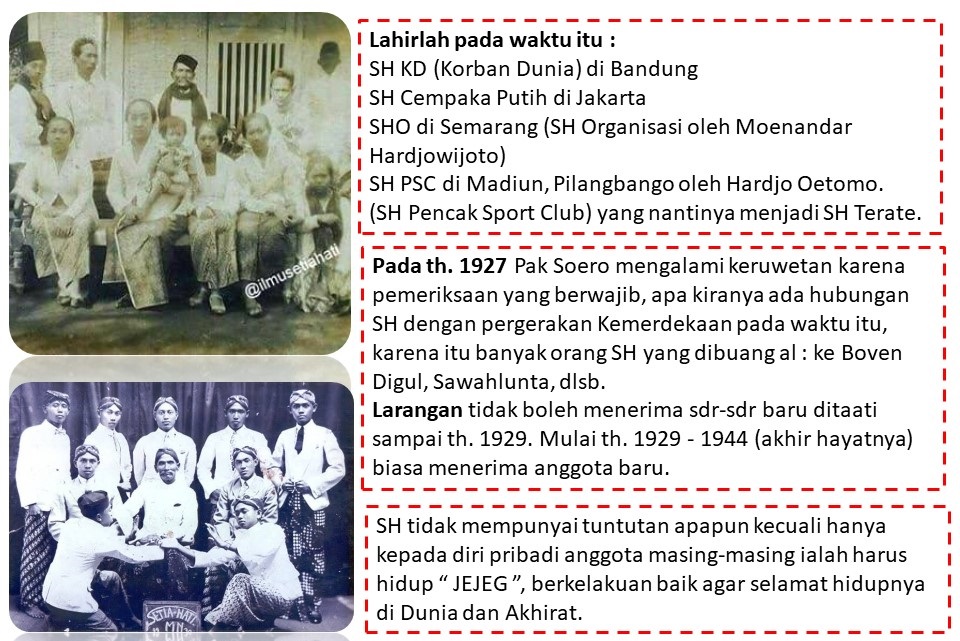 Lahirlah pada waktu itu :
SH KD (Korban Dunia) di Bandung
SH Cempaka Putih di Jakarta
SHO di Semarang (SH Organisasi oleh Moenandar
Hardjowijoto)
SH PSC di Madiun, Pilangbango oleh Hardjo Oetomo.
(SH Pencak Sport Club) yang nantinya menjadi SH Terate.
Pada th. 1927 Pak Soero mengalami keruwetan karena
pemeriksaan yang berwajib, apa kiranya ada hubungan
SH dengan pergerakan Kemerdekaan pada waktu itu,
karena itu banyak orang SH yang dibuang al : ke Boven
Digul, Sawahlunta, dlsb.
Larangan tidak boleh menerima sdr-sdr baru ditaati
sampai th. 1929. Mulai th. 1929 - 1944 (akhir hayatnya)
biasa menerima anggota baru.
SH tidak mempunyai tuntutan apapun kecuali hanya
kepada diri pribadi anggota masing-masing ialah harus
hidup “ JEJEG ”, berkelakuan baik agar selamat hidupnya
di Dunia dan Akhirat.
@ilmusetiahati
SETIA-HATI